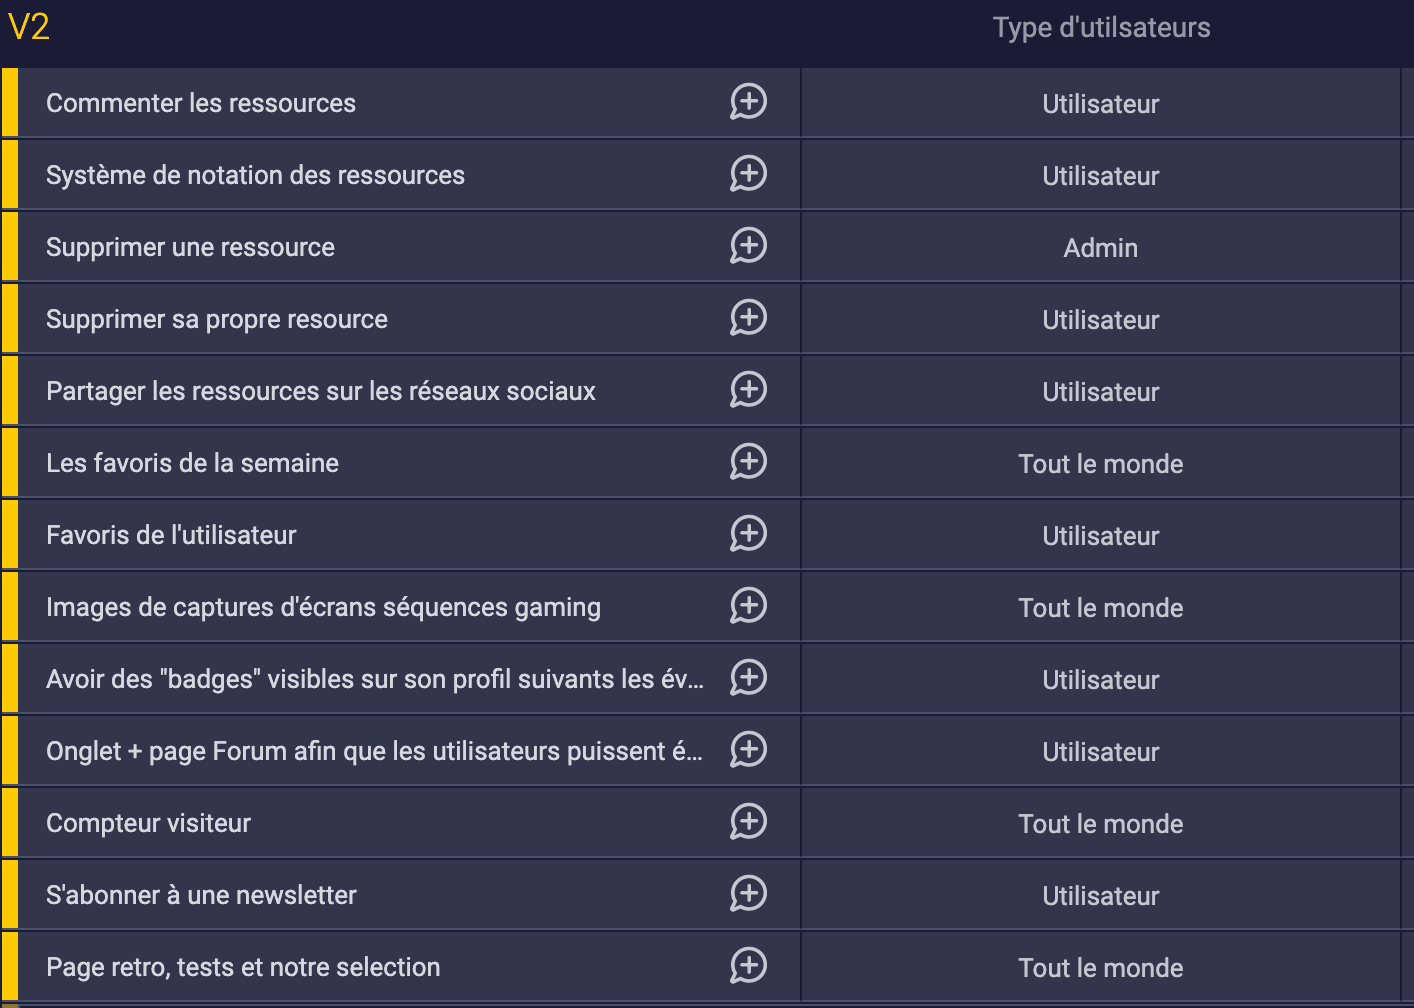 V2 Type d'utilsateurs
Commenter les ressources Utilisateur
Système de notation des ressources Utilisateur
Supprimer une ressource Admin
Supprimer sa propre resource Utilisateur
Partager les ressources sur les réseaux sociaux Utilisateur
Les favoris de la semaine Tout le monde
Favoris de l'utilisateur Utilisateur
Images de captures d'écrans séquences gaming Tout le monde
Avoir des "badges" visibles sur son profil suivants les év... Utilisateur
Onglet + page Forum afin que les utilisateurs puissent é... Utilisateur
Compteur visiteur Tout le monde
S'abonner à une newsletter Utilisateur
Page retro, tests et notre selection Tout le monde